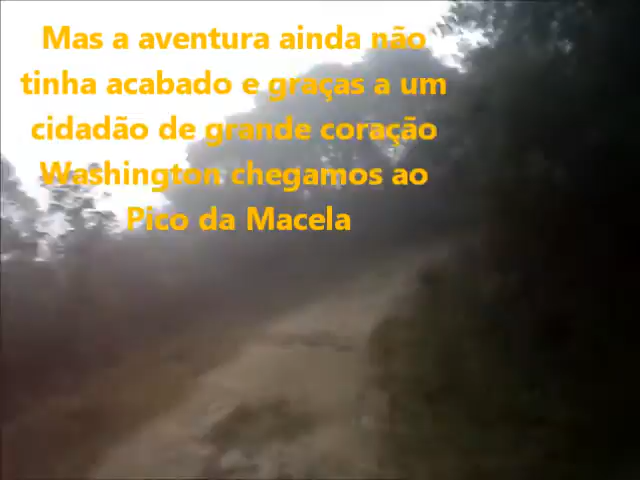 Mas a aventura ainda não
tinha acabado e graças a um
cidadão de grande coração
Washington chegamos ao
Pico da Macela